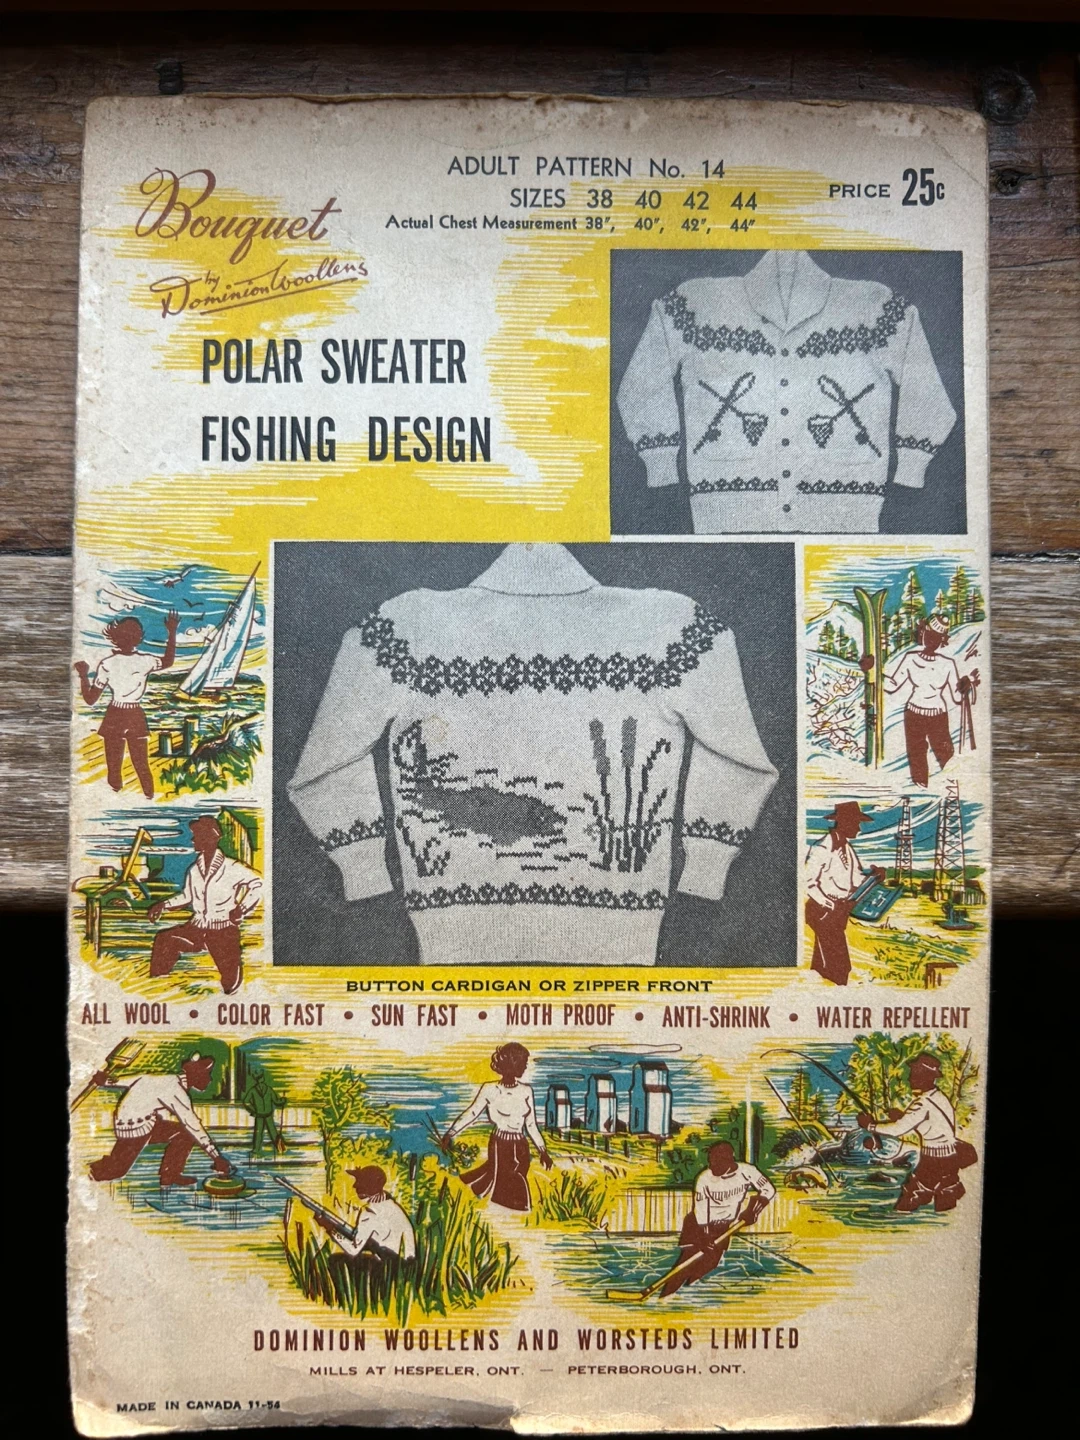 ADULT PATTERN No. 14
SIZES 38 40 42 44
Actual Chest Measurement 38", 40", 42", 44"
PRICE 25c
Bouquet
by Dominion Woollens
POLAR SWEATER
FISHING DESIGN
BUTTON CARDIGAN OR ZIPPER FRONT
ALL WOOL • COLOR FAST • SUN FAST • MOTH PROOF • ANTI-SHRINK • WATER REPELLENT
DOMINION WOOLLENS AND WORSTEDS LIMITED
MILLS AT HESPELER, ONT. — PETERBOROUGH, ONT.
MADE IN CANADA 11-54